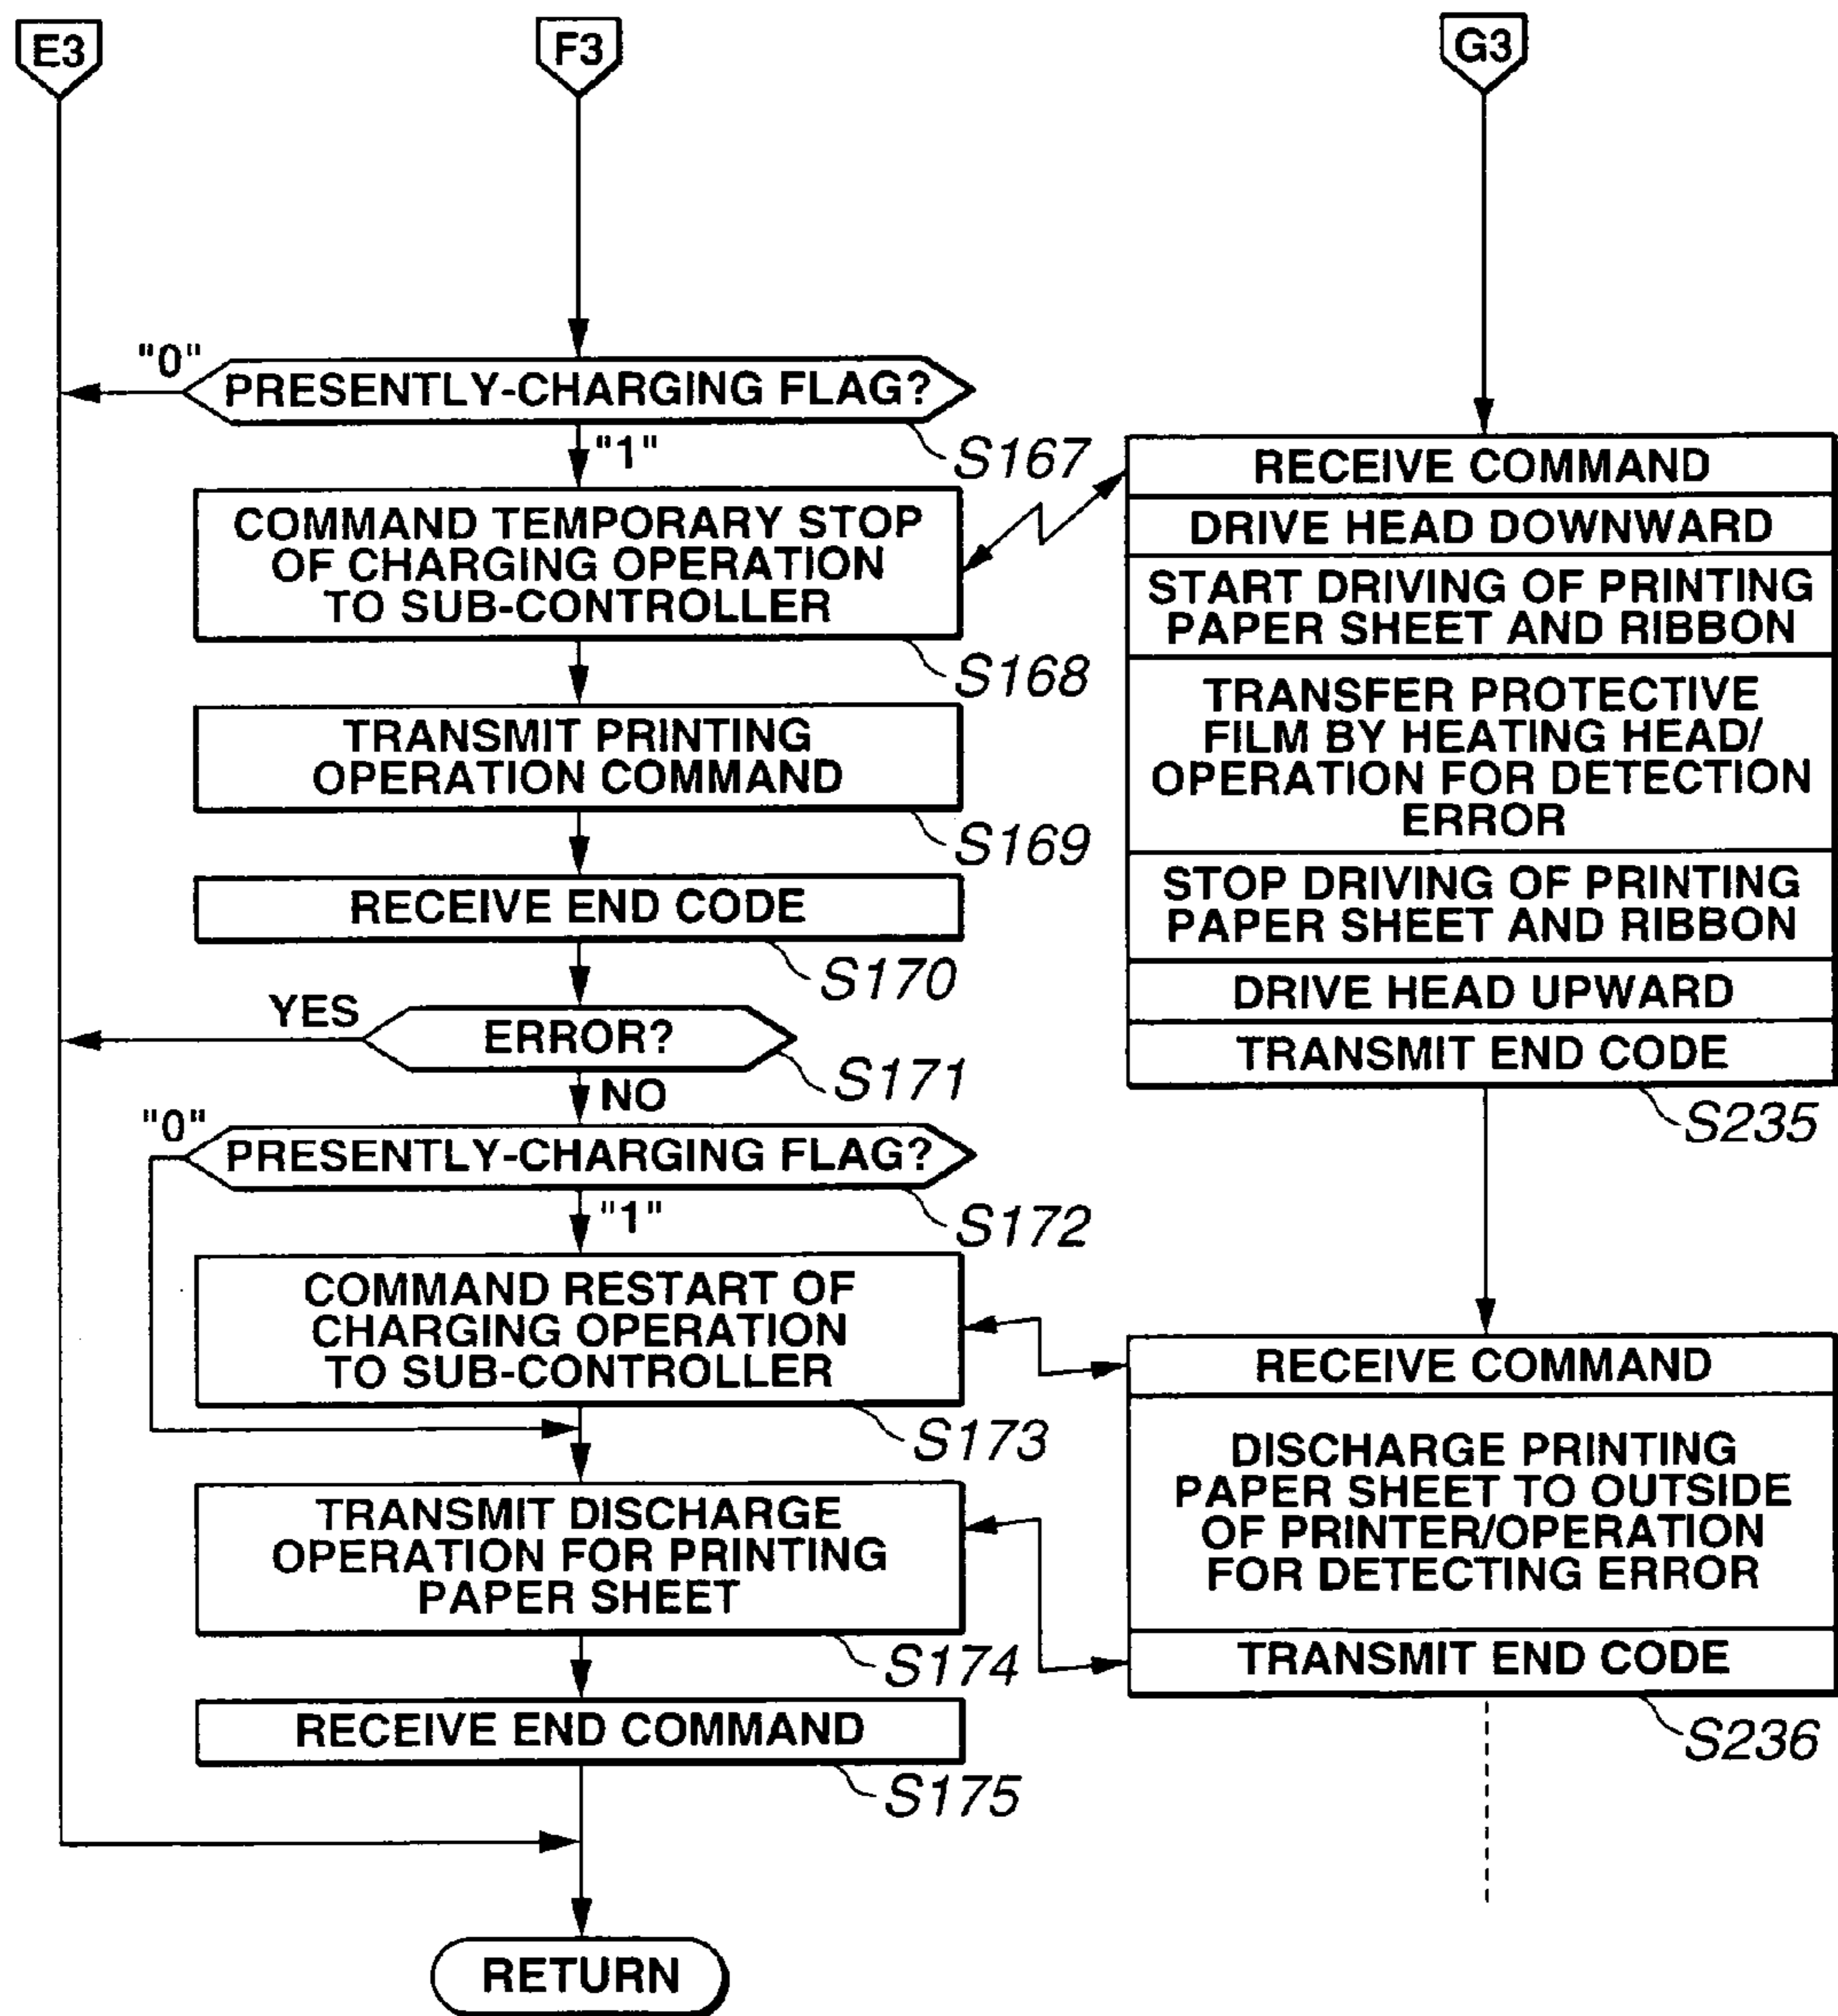 E3
F3
G3
"0"
PRESENTLY-CHARGING FLAG?
"1"
S167
COMMAND TEMPORARY STOP
OF CHARGING OPERATION
TO SUB-CONTROLLER
S168
TRANSMIT PRINTING
OPERATION COMMAND
S169
RECEIVE END CODE
S170
YES
ERROR?
S171
NO
"0"
PRESENTLY-CHARGING FLAG?
S172
"1"
COMMAND RESTART OF
CHARGING OPERATION
TO SUB-CONTROLLER
S173
TRANSMIT DISCHARGE
OPERATION FOR PRINTING
PAPER SHEET
S174
RECEIVE END COMMAND
S175
RETURN
RECEIVE COMMAND
DRIVE HEAD DOWNWARD
START DRIVING OF PRINTING
PAPER SHEET AND RIBBON
TRANSFER PROTECTIVE
FILM BY HEATING HEAD/
OPERATION FOR DETECTION
ERROR
STOP DRIVING OF PRINTING
PAPER SHEET AND RIBBON
DRIVE HEAD UPWARD
TRANSMIT END CODE
S235
RECEIVE COMMAND
DISCHARGE PRINTING
PAPER SHEET TO OUTSIDE
OF PRINTER/OPERATION
FOR DETECTING ERROR
TRANSMIT END CODE
S236